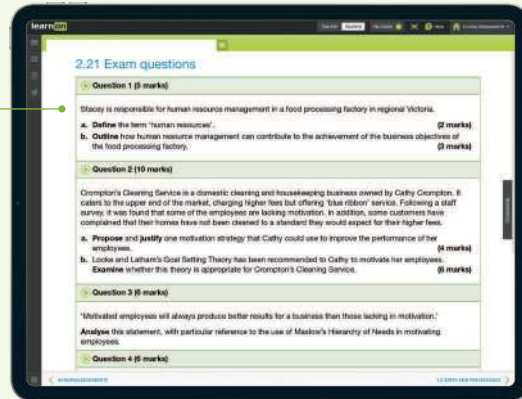 learnon
2.21 Exam questions
Question 1 (5 marks)
Stacey is responsible for human resource management in a food processing factory in regional Victoria.
a. Define the term 'human resources'. (2 marks)
b. Outline how human resource management can contribute to the achievement of the business objectives of
the food processing factory. (3 marks)
Question 2 (10 marks)
Crompton's Cleaning Service is a domestic cleaning and housekeeping business owned by Cathy Crompton. It
caters to the upper end of the market, charging higher fees but offering 'blue ribbon' service. Following a staff
survey, it was found that some of the employees are lacking motivation. In addition, some customers have
complained that their homes have not been cleaned to a standard they would expect for their higher fees.
a. Propose and justify one motivation strategy that Cathy could use to improve the performance of her
employees. (4 marks)
b. Locke and Latham's Goal Setting Theory has been recommended to Cathy to motivate her employees.
Examine whether this theory is appropriate for Crompton's Cleaning Service. (6 marks)
Question 3 (6 marks)
'Motivated employees will always produce better results for a business than those lacking in motivation.'
Analyse this statement, with particular reference to the use of Maslow's Hierarchy of Needs in motivating
employees.
Question 4 (6 marks)